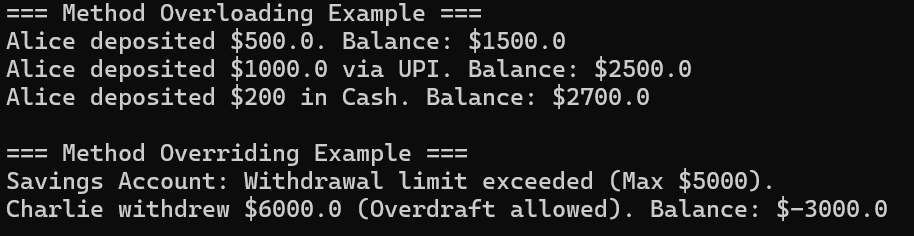 === Method Overloading Example ===
Alice deposited $500.0. Balance: $1500.0
Alice deposited $1000.0 via UPI. Balance: $2500.0
Alice deposited $200 in Cash. Balance: $2700.0
=== Method Overriding Example ===
Savings Account: Withdrawal limit exceeded (Max $5000).
Charlie withdrew $6000.0 (Overdraft allowed). Balance: $-3000.0